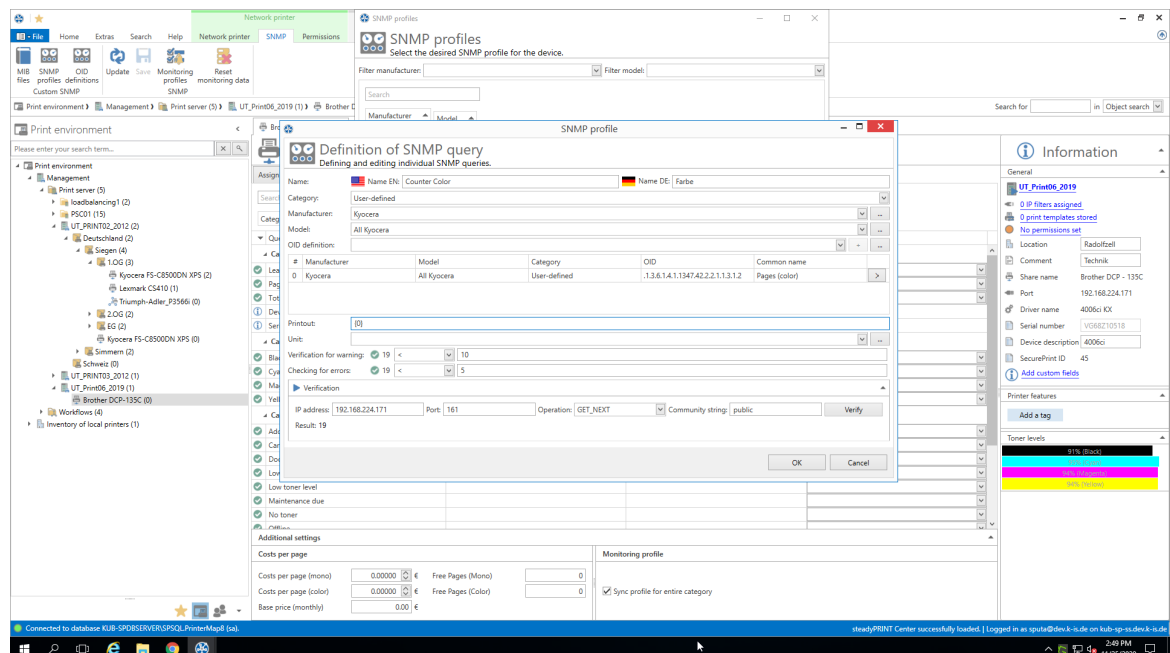 Network printer
SNMP profiles
File Home Extras Search Help Network printer SNMP Permissions
SNMP profiles
Select the desired SNMP profile for the device.
MIB files
SNMP profiles
OID definitions
Update
Save
Monitoring profiles
Reset monitoring data
Custom SNMP
SNMP
Filter manufacturer:
Filter model:
Search
Manufacturer Model
Print environment Management Print server (5) UT_Print06_2019 (1) Brother
Search for in Object search
Print environment
Please enter your search term...
Print environment
Management
Print server (5)
loadbalancing1 (2)
PSC01 (15)
UT_PRINT02_2012 (2)
Deutschland (2)
Siegen (4)
1.OG (3)
Kyocera FS-C8500DN XPS (2)
Lexmark CS410 (1)
Triumph-Adler_P3566i (0)
2.OG (2)
EG (2)
Kyocera FS-C8500DN XPS (0)
Simmern (2)
Schweiz (0)
UT_PRINT03_2012 (1)
UT_Print06_2019 (1)
Brother DCP-135C (0)
Workflows (4)
Inventory of local printers (1)
SNMP profile
Definition of SNMP query
Defining and editing individual SNMP queries.
Name: Name EN: Counter Color Name DE: Farbe
Category: User-defined
Manufacturer: Kyocera
Model: All Kyocera
OID definition:
# Manufacturer Model Category OID Common name
0 Kyocera All Kyocera User-defined .1.3.6.1.4.1.1347.42.2.2.1.1.3.1.2 Pages (color)
Printout: {0}
Unit:
Verification for warning: 19 < 10
Checking for errors: 19 < 5
Verification
IP address: 192.168.224.171 Port: 161 Operation: GET_NEXT Community string: public Verify
Result: 19
OK Cancel
Low toner level
Maintenance due
No toner
Offline
Additional settings
Costs per page
Monitoring profile
Costs per page (mono) 0.00000 € Free Pages (Mono) 0
Costs per page (color) 0.00000 € Free Pages (Color) 0
Sync profile for entire category
Base price (monthly) 0.00 €
Information
General
UT_Print06_2019
0 IP filters assigned
0 print templates stored
No permissions set
Location Radolfzell
Comment Technik
Share name Brother DCP - 135C
Port 192.168.224.171
Driver name 4006ci KX
Serial number VG68Z10518
Device description 4006ci
SecurePrint ID 45
Add custom fields
Printer features
Add a tag
Toner levels
91% (Black)
94% (Magenta)
94% (Yellow)
Connected to database KUB-SPDBSERVER\SPSQL.PrinterMap8 (sa).
steadyPRINT Center successfully loaded. | Logged in as sputa@dev.k-is.de on kub-sp-ss.dev.k-is.de
2:49 PM